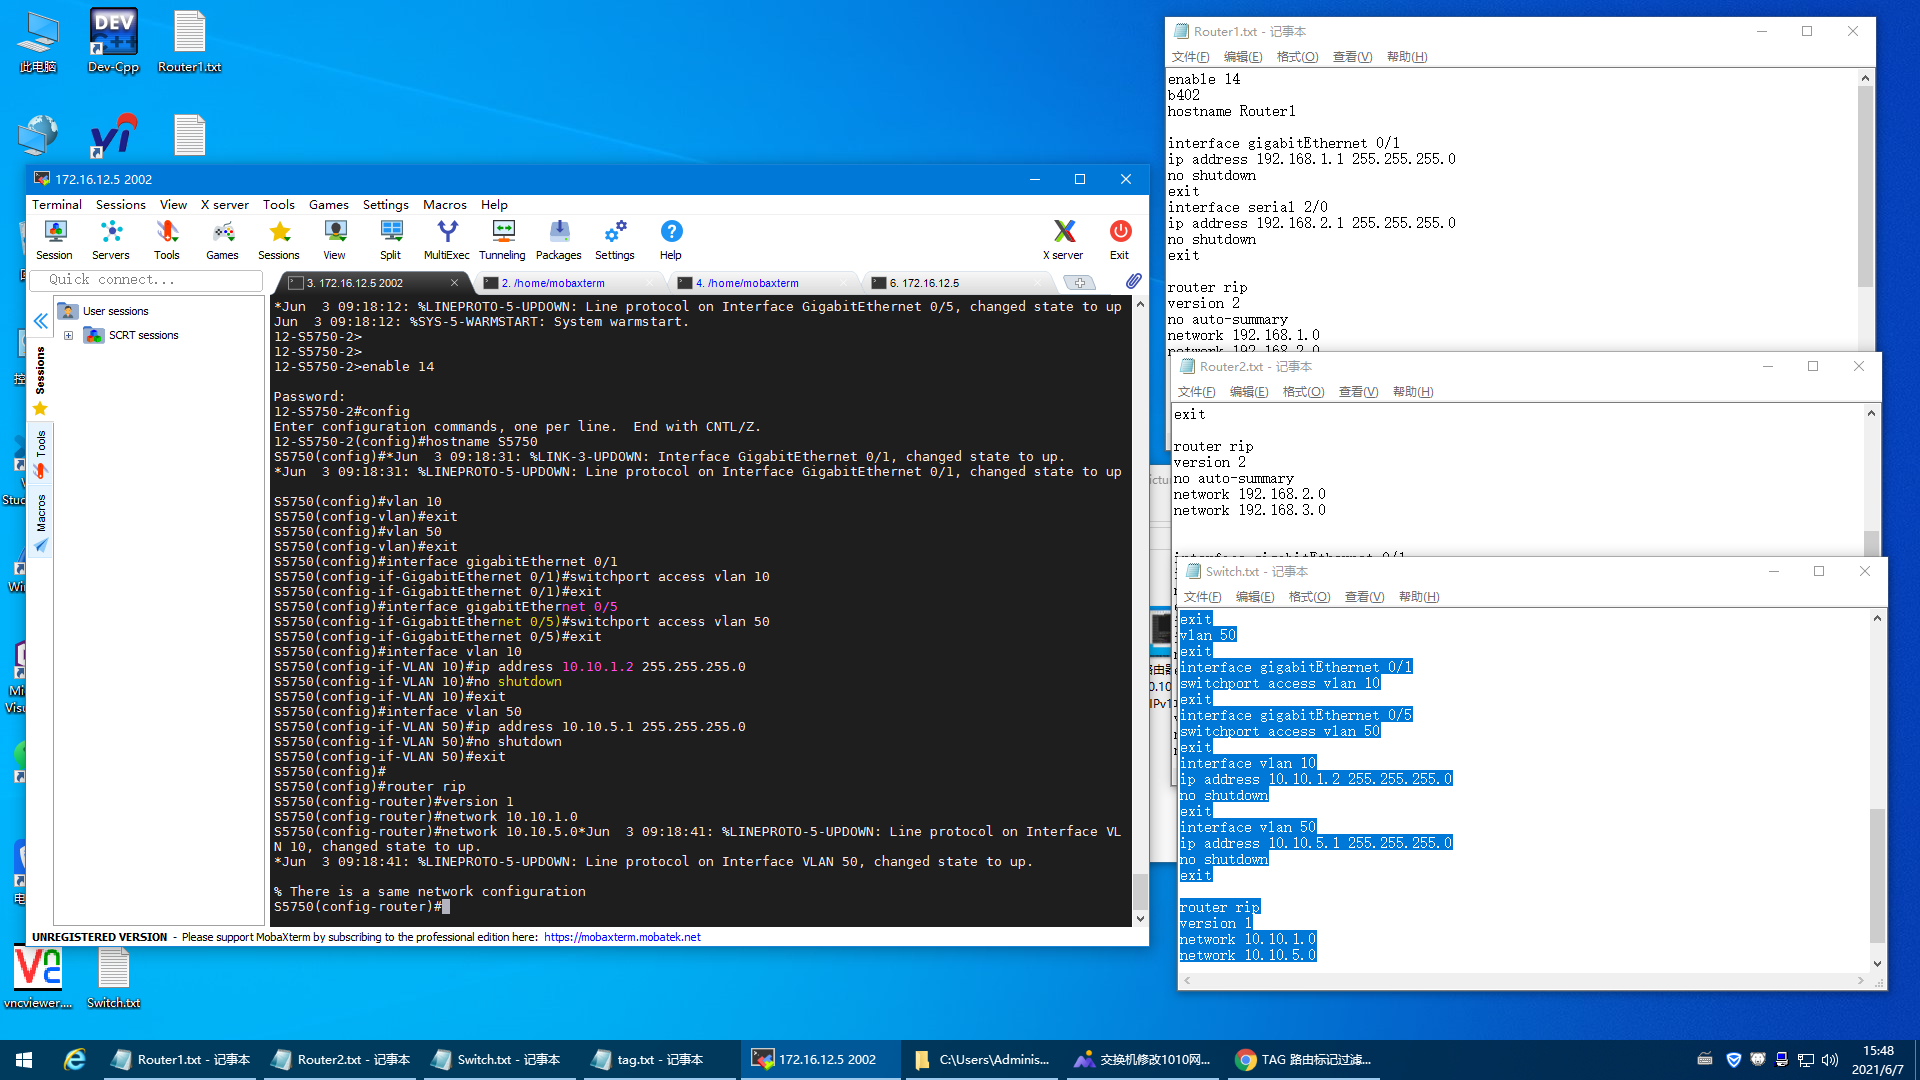 此电脑
Dev-Cpp
Router1.txt
172.16.12.5 2002
Terminal Sessions View X server Tools Games Settings Macros Help
Session Servers Tools Games Sessions View Split MultiExec Tunneling Packages Settings Help X server Exit
Quick connect...
3. 172.16.12.5 2002
2. /home/mobaxterm
4. /home/mobaxterm
6. 172.16.12.5
User sessions
SCRT sessions
Sessions
Tools
Macros
*Jun  3 09:18:12: %LINEPROTO-5-UPDOWN: Line protocol on Interface GigabitEthernet 0/5, changed state to up
Jun  3 09:18:12: %SYS-5-WARMSTART: System warmstart.
12-S5750-2>
12-S5750-2>
12-S5750-2>enable 14
Password:
12-S5750-2#config
Enter configuration commands, one per line.  End with CNTL/Z.
12-S5750-2(config)#hostname S5750
S5750(config)#*Jun  3 09:18:31: %LINK-3-UPDOWN: Interface GigabitEthernet 0/1, changed state to up.
*Jun  3 09:18:31: %LINEPROTO-5-UPDOWN: Line protocol on Interface GigabitEthernet 0/1, changed state to up
S5750(config)#vlan 10
S5750(config-vlan)#exit
S5750(config)#vlan 50
S5750(config-vlan)#exit
S5750(config)#interface gigabitEthernet 0/1
S5750(config-if-GigabitEthernet 0/1)#switchport access vlan 10
S5750(config-if-GigabitEthernet 0/1)#exit
S5750(config)#interface gigabitEthernet 0/5
S5750(config-if-GigabitEthernet 0/5)#switchport access vlan 50
S5750(config-if-GigabitEthernet 0/5)#exit
S5750(config)#interface vlan 10
S5750(config-if-VLAN 10)#ip address 10.10.1.2 255.255.255.0
S5750(config-if-VLAN 10)#no shutdown
S5750(config-if-VLAN 10)#exit
S5750(config)#interface vlan 50
S5750(config-if-VLAN 50)#ip address 10.10.5.1 255.255.255.0
S5750(config-if-VLAN 50)#no shutdown
S5750(config-if-VLAN 50)#exit
S5750(config)#
S5750(config)#router rip
S5750(config-router)#version 1
S5750(config-router)#network 10.10.1.0
S5750(config-router)#network 10.10.5.0*Jun  3 09:18:41: %LINEPROTO-5-UPDOWN: Line protocol on Interface VL
N 10, changed state to up.
*Jun  3 09:18:41: %LINEPROTO-5-UPDOWN: Line protocol on Interface VLAN 50, changed state to up.
% There is a same network configuration
S5750(config-router)#
UNREGISTERED VERSION - Please support MobaXterm by subscribing to the professional edition here: https://mobaxterm.mobatek.net
vncviewer....
Switch.txt
Router1.txt - 记事本
文件(F) 编辑(E) 格式(O) 查看(V) 帮助(H)
enable 14
b402
hostname Router1
interface gigabitEthernet 0/1
ip address 192.168.1.1 255.255.255.0
no shutdown
exit
interface serial 2/0
ip address 192.168.2.1 255.255.255.0
no shutdown
exit
router rip
version 2
no auto-summary
network 192.168.1.0
network 192.168.2.0
Router2.txt - 记事本
文件(F) 编辑(E) 格式(O) 查看(V) 帮助(H)
exit
router rip
version 2
no auto-summary
network 192.168.2.0
network 192.168.3.0
interface gigabitEthernet 0/1
Switch.txt - 记事本
文件(F) 编辑(E) 格式(O) 查看(V) 帮助(H)
exit
vlan 50
exit
interface gigabitEthernet 0/1
switchport access vlan 10
exit
interface gigabitEthernet 0/5
switchport access vlan 50
exit
interface vlan 10
ip address 10.10.1.2 255.255.255.0
no shutdown
exit
interface vlan 50
ip address 10.10.5.1 255.255.255.0
no shutdown
exit
router rip
version 1
network 10.10.1.0
network 10.10.5.0
Router1.txt - 记事本
Router2.txt - 记事本
Switch.txt - 记事本
tag.txt - 记事本
172.16.12.5 2002
C:\Users\Adminis...
交换机修改1010网...
TAG 路由标记过滤...
15:48
2021/6/7